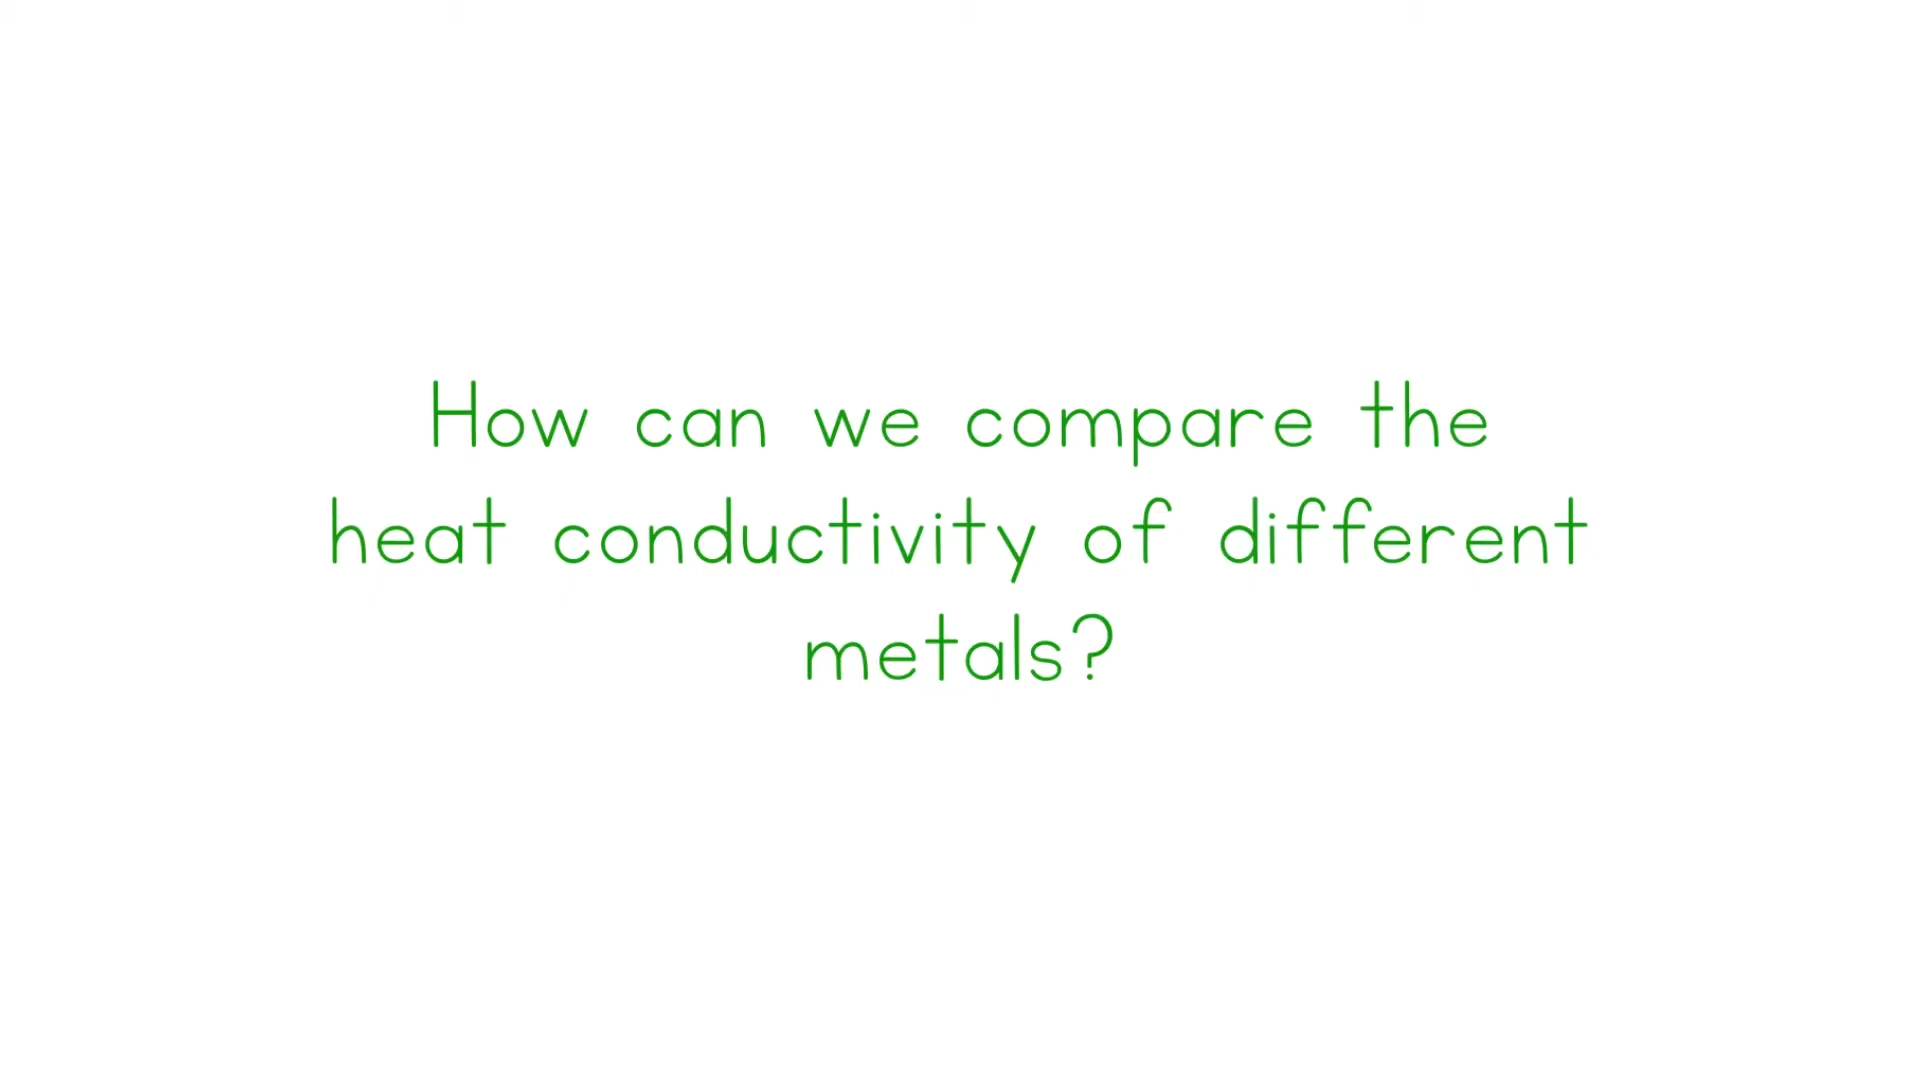 How can we compare the
heat conductivity of different
metals?